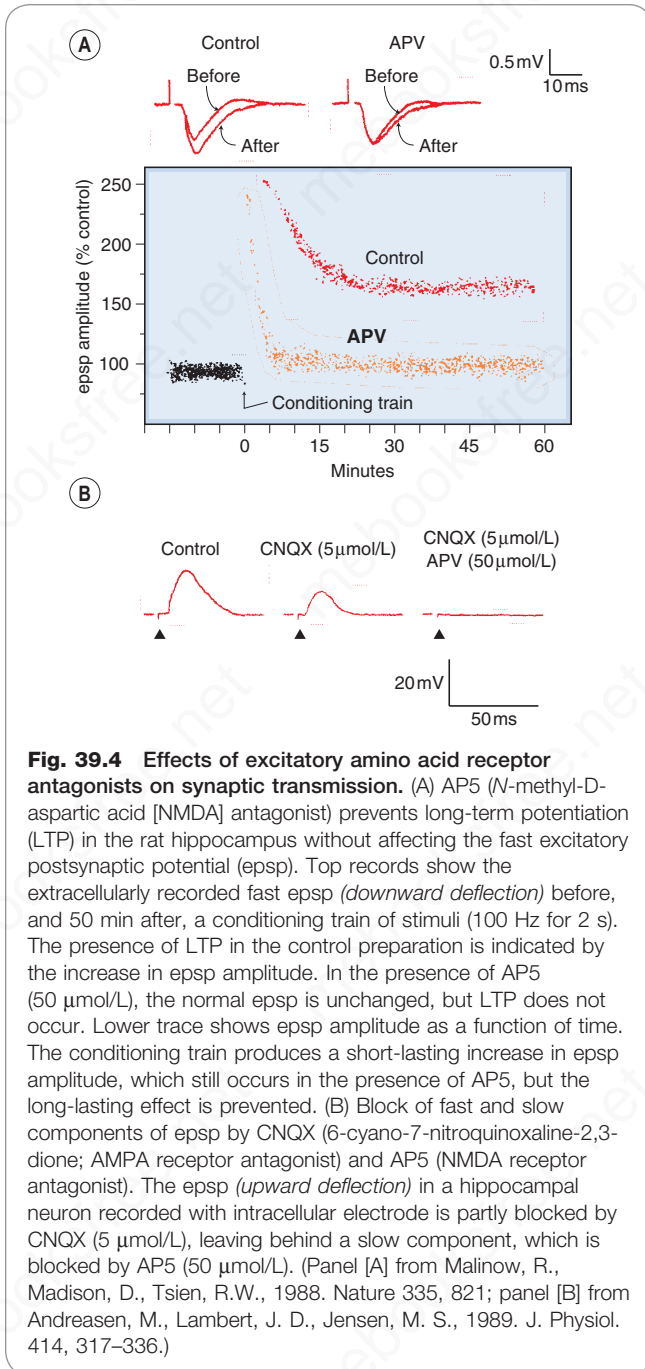 A
Control
APV
0.5 mV
10 ms
Before
Before
After
After
epsp amplitude (% control)
250
200
150
100
Control
APV
Conditioning train
0
15
30
45
60
Minutes
B
Control
CNQX (5 μmol/L)
CNQX (5 μmol/L)
APV (50 μmol/L)
20 mV
50 ms
Fig. 39.4 Effects of excitatory amino acid receptor
antagonists on synaptic transmission. (A) AP5 (N-methyl-D-
aspartic acid [NMDA] antagonist) prevents long-term potentiation
(LTP) in the rat hippocampus without affecting the fast excitatory
postsynaptic potential (epsp). Top records show the
extracellularly recorded fast epsp (downward deflection) before,
and 50 min after, a conditioning train of stimuli (100 Hz for 2 s).
The presence of LTP in the control preparation is indicated by
the increase in epsp amplitude. In the presence of AP5
(50 μmol/L), the normal epsp is unchanged, but LTP does not
occur. Lower trace shows epsp amplitude as a function of time.
The conditioning train produces a short-lasting increase in epsp
amplitude, which still occurs in the presence of AP5, but the
long-lasting effect is prevented. (B) Block of fast and slow
components of epsp by CNQX (6-cyano-7-nitroquinoxaline-2,3-
dione; AMPA receptor antagonist) and AP5 (NMDA receptor
antagonist). The epsp (upward deflection) in a hippocampal
neuron recorded with intracellular electrode is partly blocked by
CNQX (5 μmol/L), leaving behind a slow component, which is
blocked by AP5 (50 μmol/L). (Panel [A] from Malinow, R.,
Madison, D., Tsien, R.W., 1988. Nature 335, 821; panel [B] from
Andreasen, M., Lambert, J. D., Jensen, M. S., 1989. J. Physiol.
414, 317–336.)
mebooksfree.net